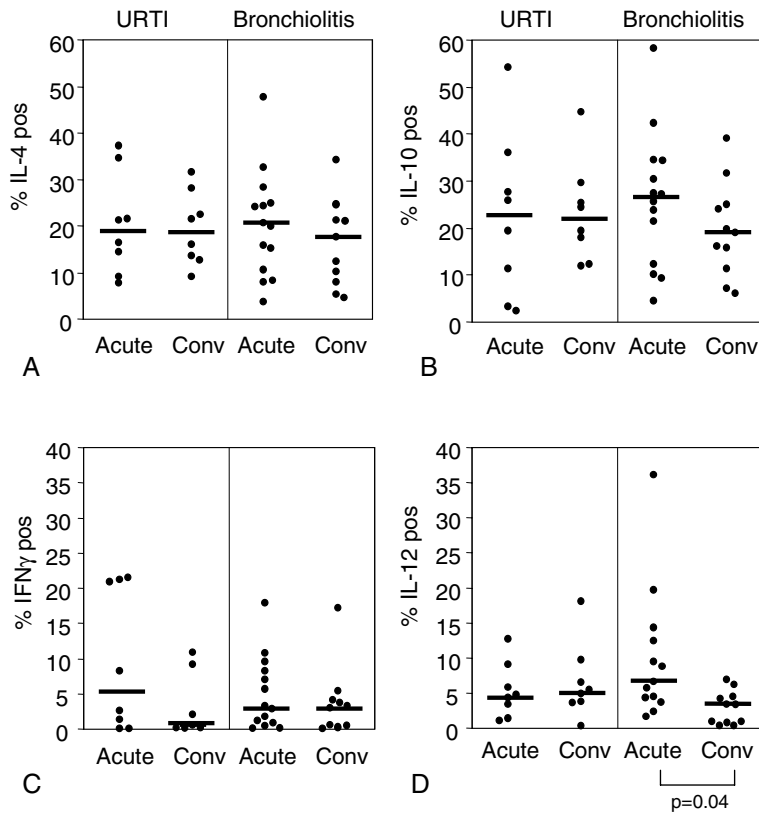 URTI Bronchiolitis
% IL-4 pos
60
50
40
30
20
10
0
Acute Conv Acute Conv
A
URTI Bronchiolitis
% IL-10 pos
60
50
40
30
20
10
0
Acute Conv Acute Conv
B
% IFNγ pos
40
35
30
25
20
15
10
5
0
Acute Conv Acute Conv
C
% IL-12 pos
40
35
30
25
20
15
10
5
0
Acute Conv Acute Conv
D
p=0.04